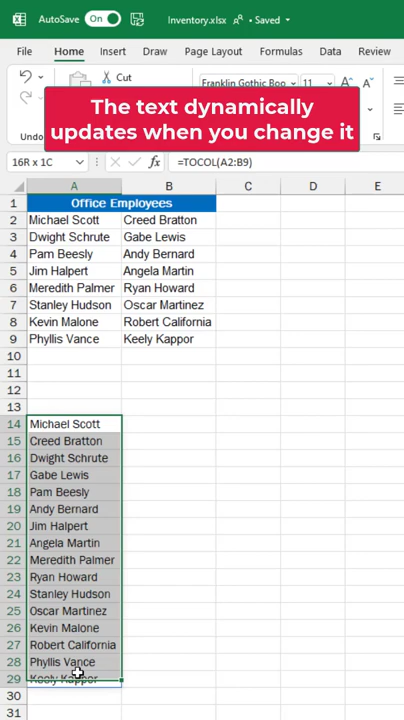 AutoSave On Inventory.xlsx • Saved
File Home Insert Draw Page Layout Formulas Data Review
Cut
Franklin Gothic Boo 11
The text dynamically
updates when you change it
16R x 1C fx =TOCOL(A2:B9)
A B C D E
1 Office Employees
2 Michael Scott Creed Bratton
3 Dwight Schrute Gabe Lewis
4 Pam Beesly Andy Bernard
5 Jim Halpert Angela Martin
6 Meredith Palmer Ryan Howard
7 Stanley Hudson Oscar Martinez
8 Kevin Malone Robert California
9 Phyllis Vance Keely Kappor
10
11
12
13
14 Michael Scott
15 Creed Bratton
16 Dwight Schrute
17 Gabe Lewis
18 Pam Beesly
19 Andy Bernard
20 Jim Halpert
21 Angela Martin
22 Meredith Palmer
23 Ryan Howard
24 Stanley Hudson
25 Oscar Martinez
26 Kevin Malone
27 Robert California
28 Phyllis Vance
29 Keely Kappor
30
31